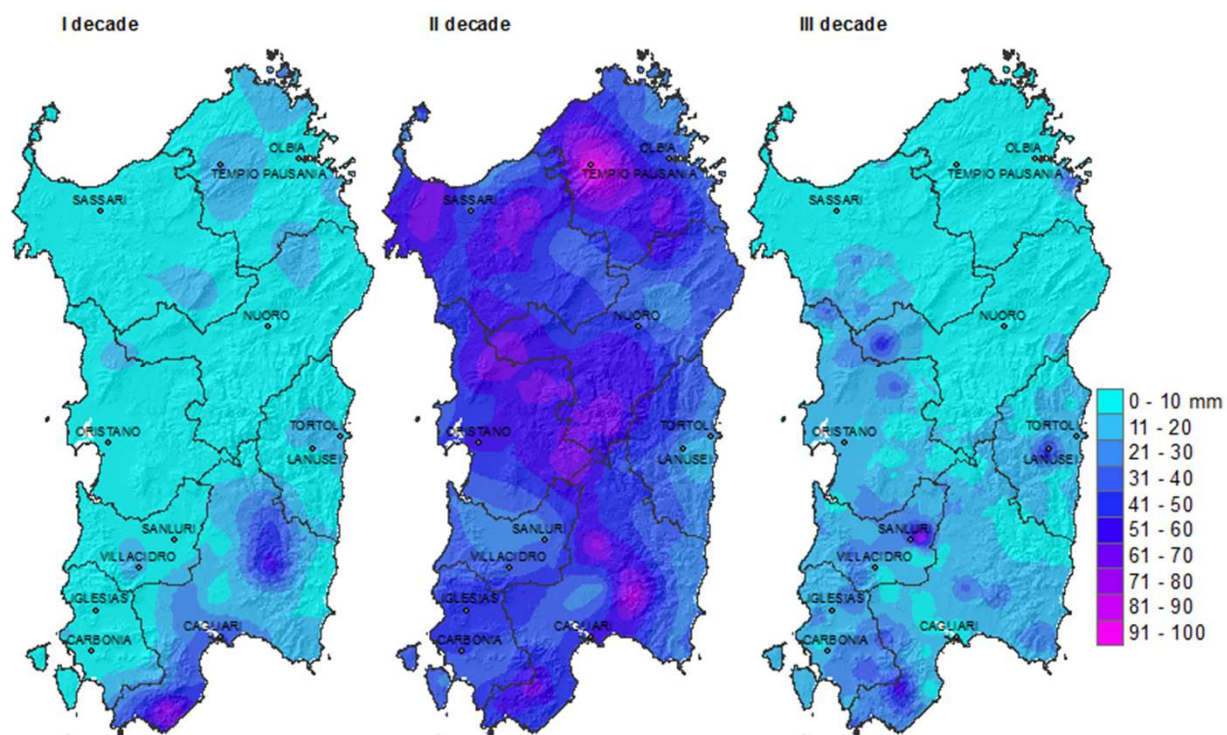 I decade
II decade
III decade
OLBIA
TEMPIO PAUSANIA
SASSARI
NUORO
ORISTANO
TORTOLI
LANUSEI
SANLURI
VILLACIDRO
IGLESIAS
CAGLIARI
CARBONIA
OLBIA
TEMPIO PAUSANIA
SASSARI
NUORO
ORISTANO
TORTOLI
LANUSEI
SANLURI
VILLACIDRO
IGLESIAS
CAGLIARI
CARBONIA
OLBIA
TEMPIO PAUSANIA
SASSARI
NUORO
ORISTANO
TORTOLI
LANUSEI
SANLURI
VILLACIDRO
IGLESIAS
CAGLIARI
CARBONIA
0 - 10 mm
11 - 20
21 - 30
31 - 40
41 - 50
51 - 60
61 - 70
71 - 80
81 - 90
91 - 100